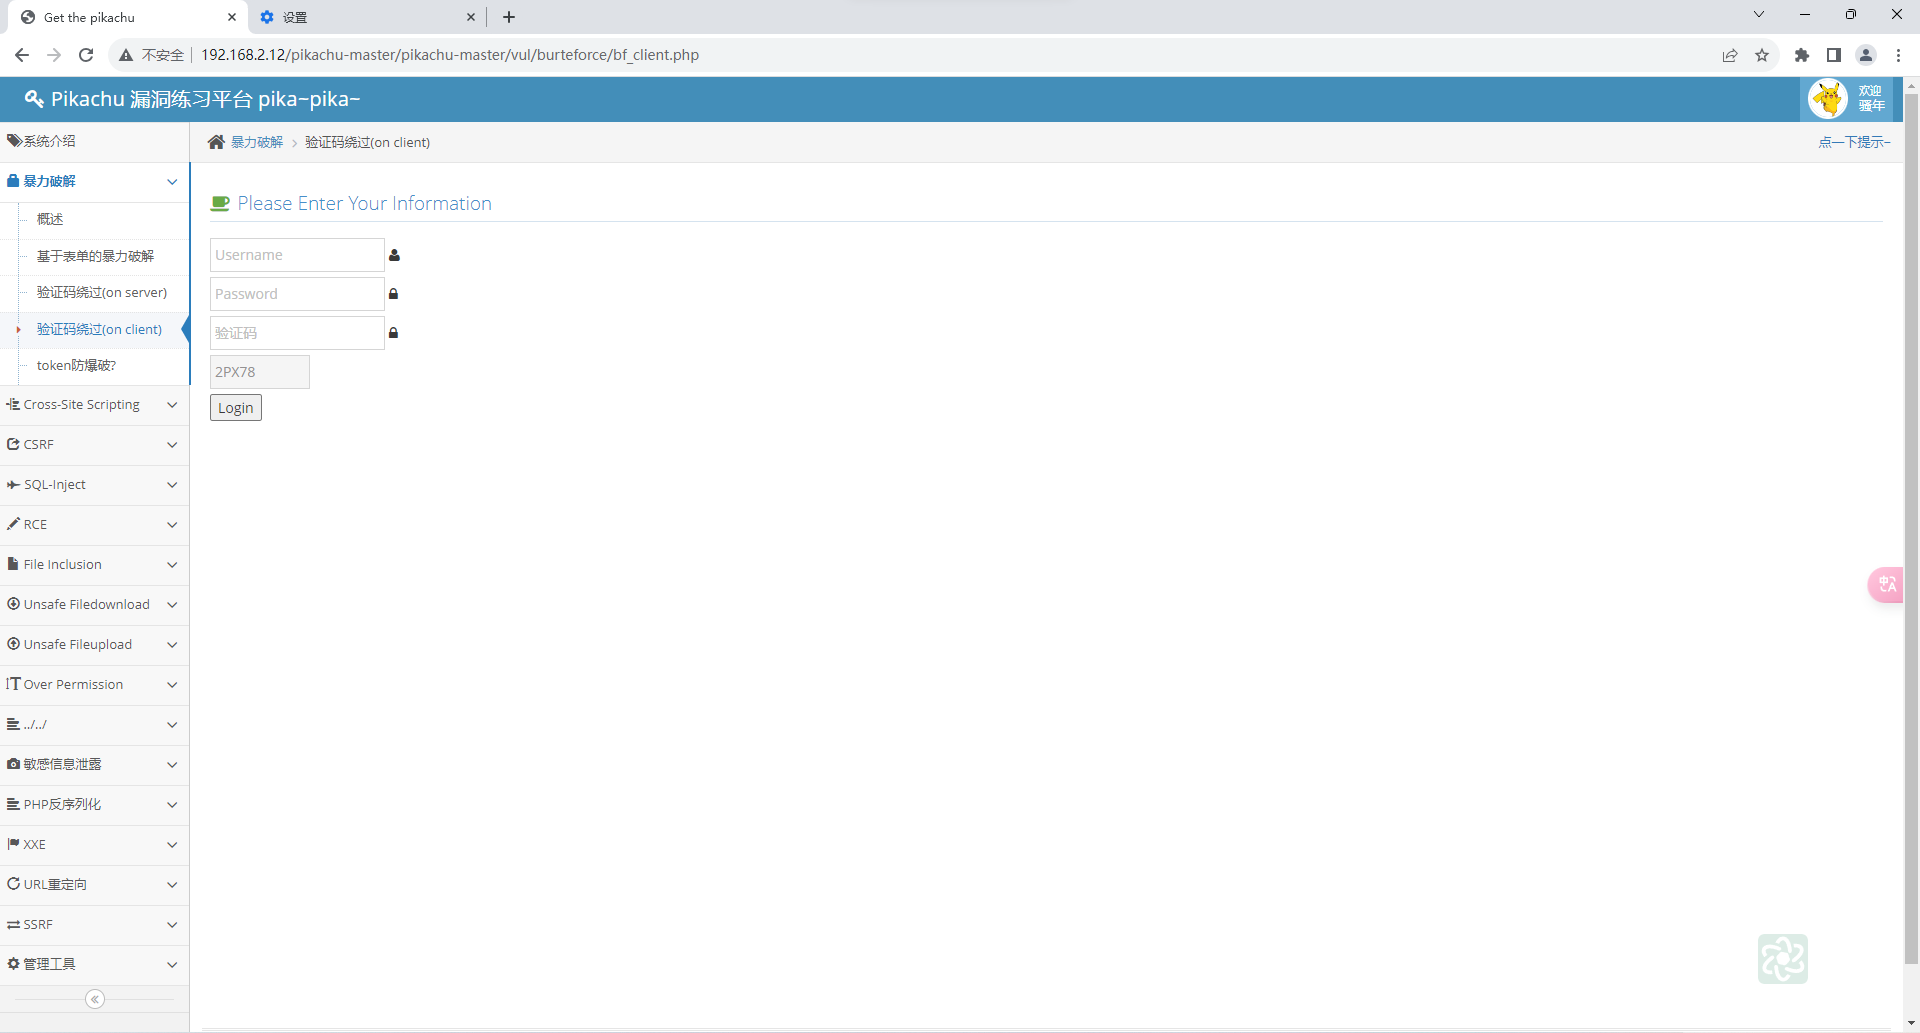 Get the pikachu
设置
不安全
192.168.2.12/pikachu-master/pikachu-master/vul/burteforce/bf_client.php
Pikachu 漏洞练习平台 pika~pika~
欢迎
骚年
系统介绍
暴力破解
验证码绕过(on client)
点一下提示~
暴力破解
概述
基于表单的暴力破解
验证码绕过(on server)
验证码绕过(on client)
token防爆破?
Cross-Site Scripting
CSRF
SQL-Inject
RCE
File Inclusion
Unsafe Filedownload
Unsafe Fileupload
Over Permission
../../
敏感信息泄露
PHP反序列化
XXE
URL重定向
SSRF
管理工具
Please Enter Your Information
Username
Password
验证码
2PX78
Login